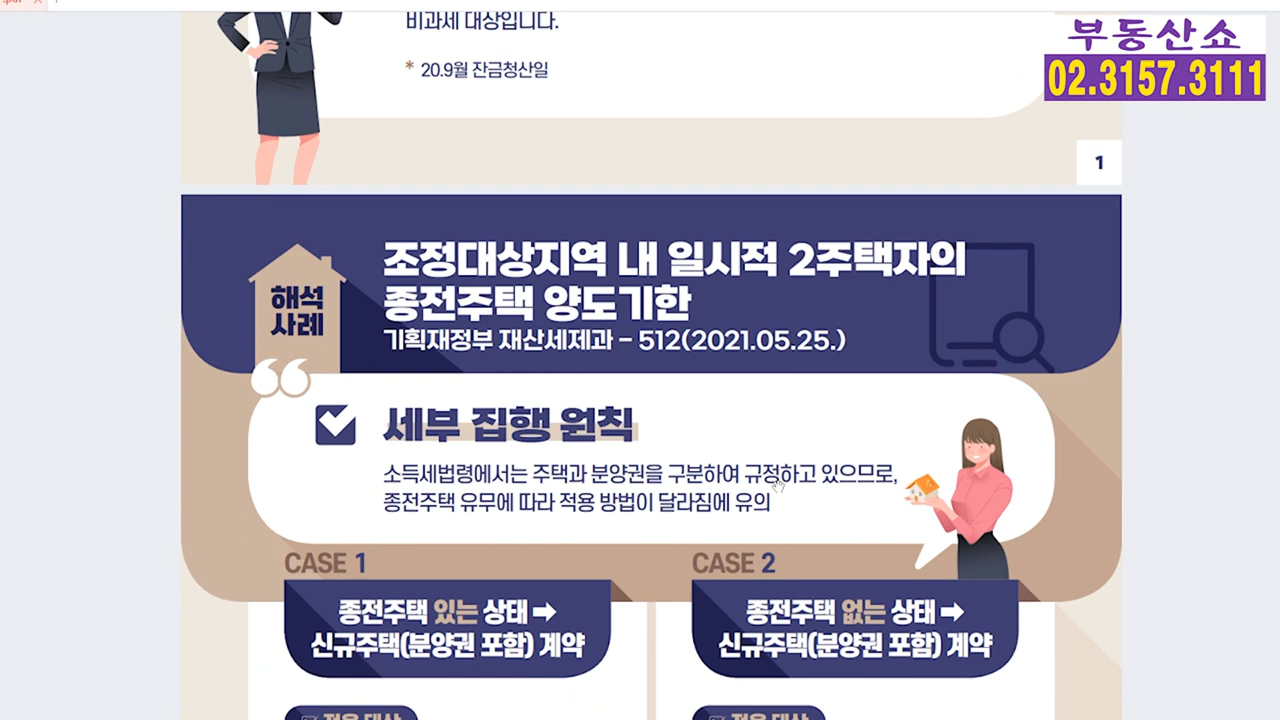 비과세 대상입니다.
* 20.9월 잔금청산일
부동산쇼
02.3157.3111
1
해석
사례
조정대상지역 내 일시적 2주택자의
종전주택 양도기한
기획재정부 재산세제과 – 512(2021.05.25.)
세부 집행 원칙
소득세법령에서는 주택과 분양권을 구분하여 규정하고 있으므로,
종전주택 유무에 따라 적용 방법이 달라짐에 유의
CASE 1
종전주택 있는 상태 ➡
신규주택(분양권 포함) 계약
CASE 2
종전주택 없는 상태 ➡
신규주택(분양권 포함) 계약